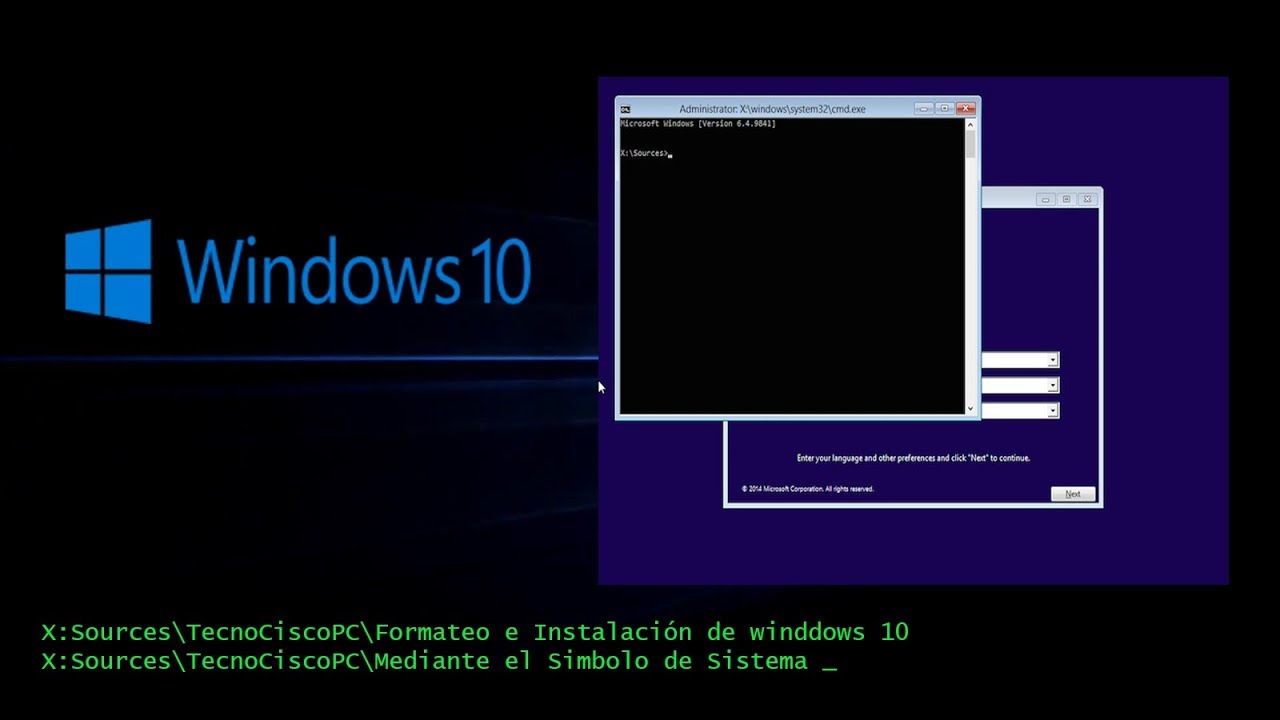 Windows 10
Administrator: X:\windows\system32\cmd.exe
Microsoft Windows [Version 6.4.9841]
X:\Sources>_
Enter your language and other preferences and click "Next" to continue.
© 2014 Microsoft Corporation. All rights reserved.
Next
X:Sources\TecnoCiscoPC\Formateo e Instalación de winddows 10
X:Sources\TecnoCiscoPC\Mediante el Simbolo de Sistema _